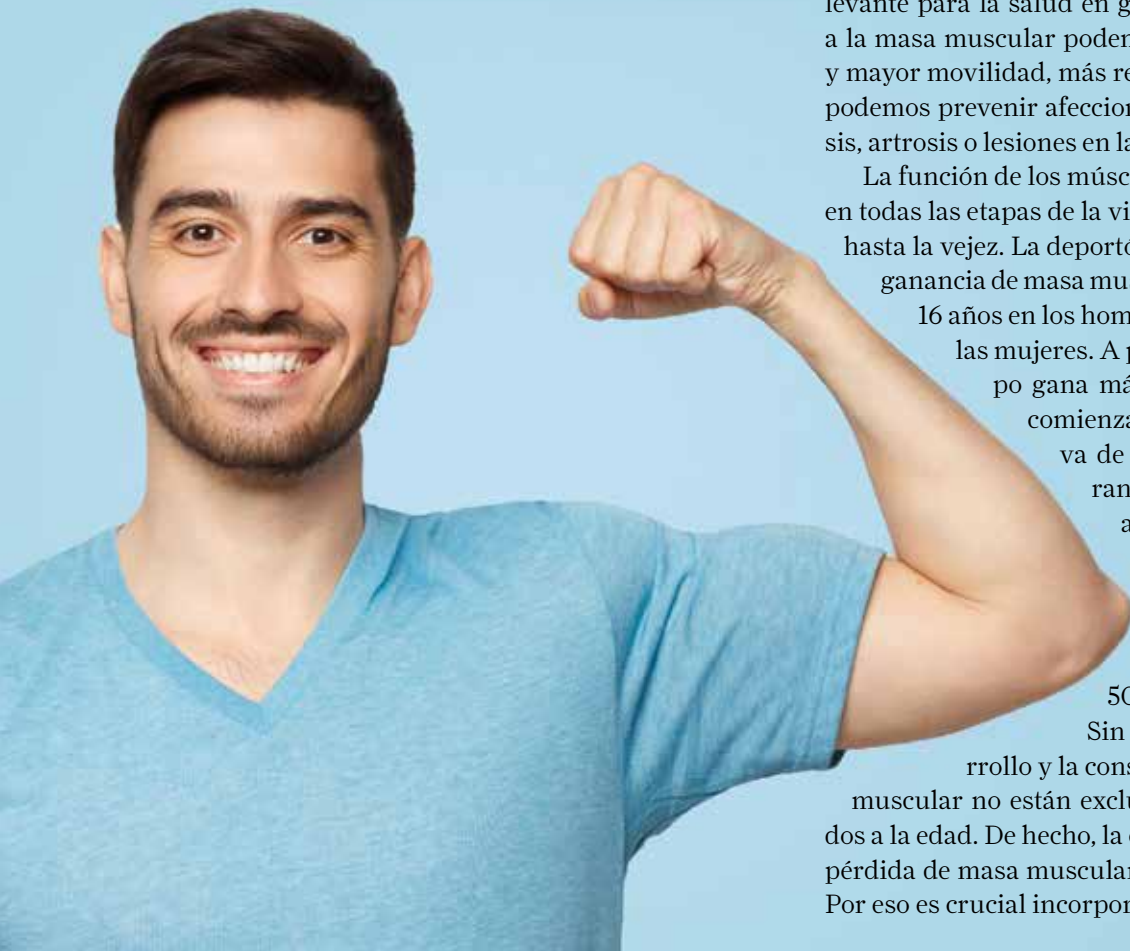 levante para la salud en g
a la masa muscular poden
y mayor movilidad, más re
podemos prevenir afeccion
sis, artrosis o lesiones en la
La función de los músc
en todas las etapas de la vi
hasta la vejez. La deportó
ganancia de masa mus
16 años en los hom
las mujeres. A p
po gana má
comienza
va de
ran
a
50
Sin
rrollo y la cons
muscular no están exclu
dos a la edad. De hecho, la
pérdida de masa muscular
Por eso es crucial incorpor